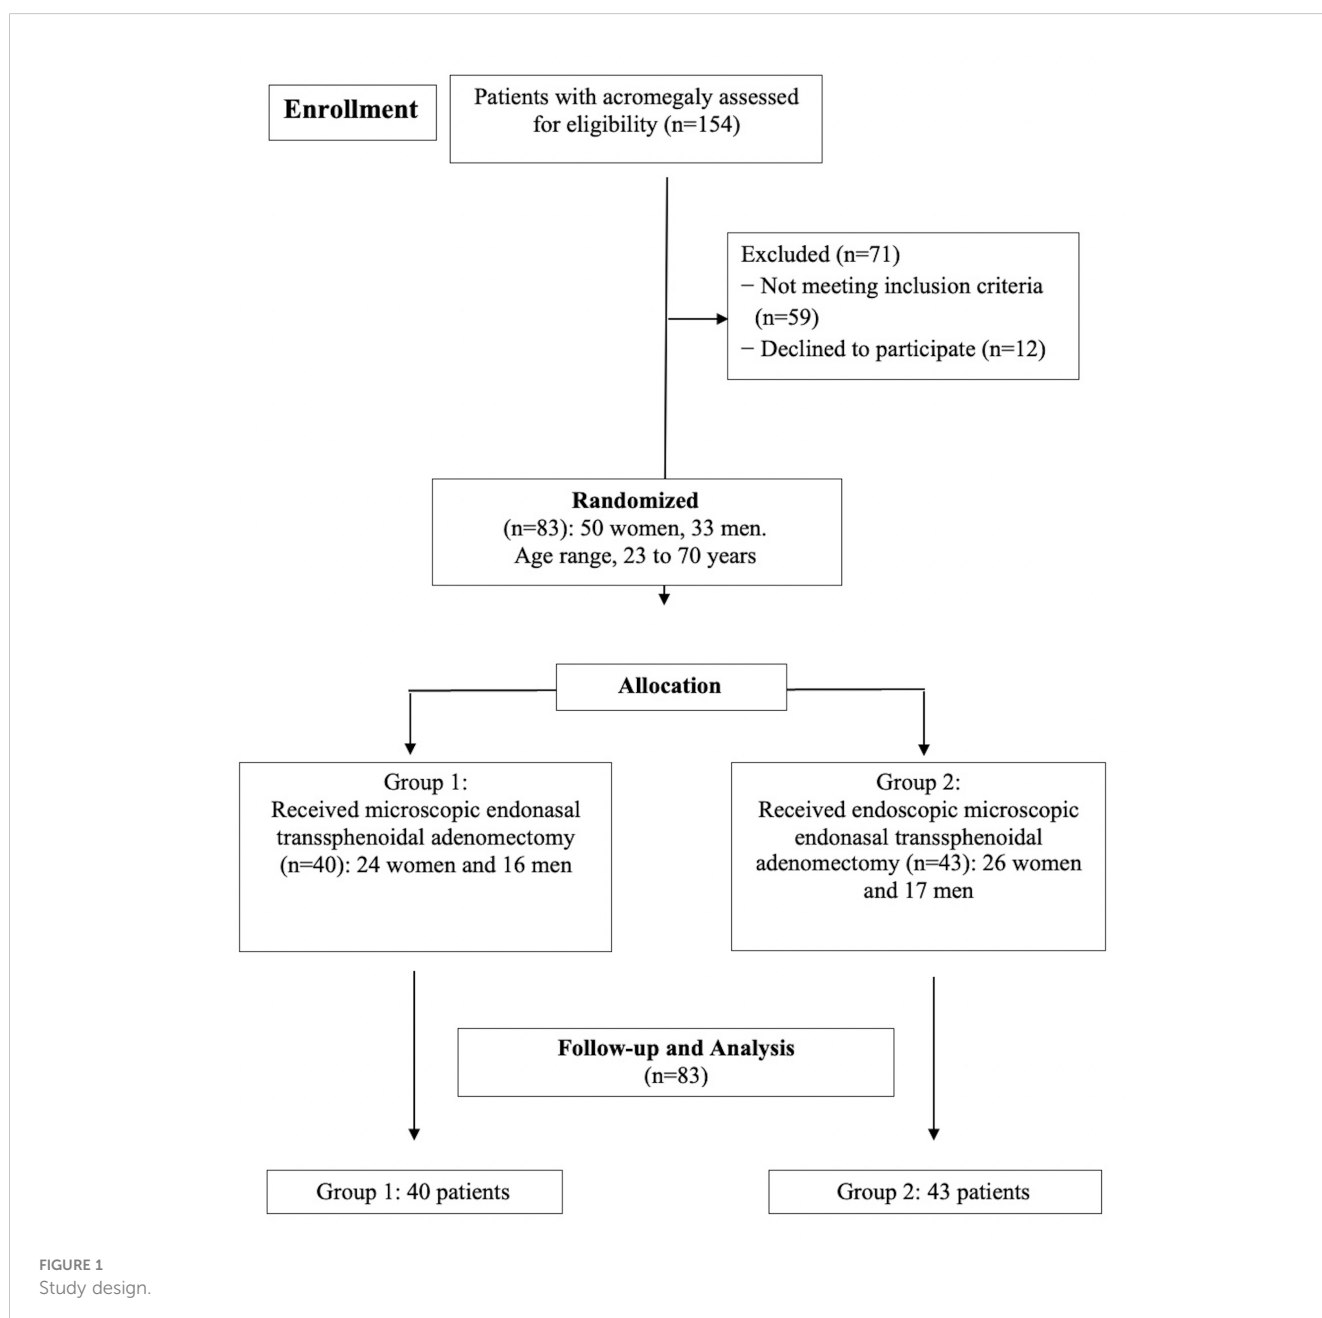 Enrollment
Patients with acromegaly assessed
for eligibility (n=154)
Excluded (n=71)
− Not meeting inclusion criteria
(n=59)
− Declined to participate (n=12)
Randomized
(n=83): 50 women, 33 men.
Age range, 23 to 70 years
Allocation
Group 1:
Received microscopic endonasal
transsphenoidal adenomectomy
(n=40): 24 women and 16 men
Group 2:
Received endoscopic microscopic
endonasal transsphenoidal
adenomectomy (n=43): 26 women
and 17 men
Follow-up and Analysis
(n=83)
Group 1: 40 patients
Group 2: 43 patients
FIGURE 1
Study design.